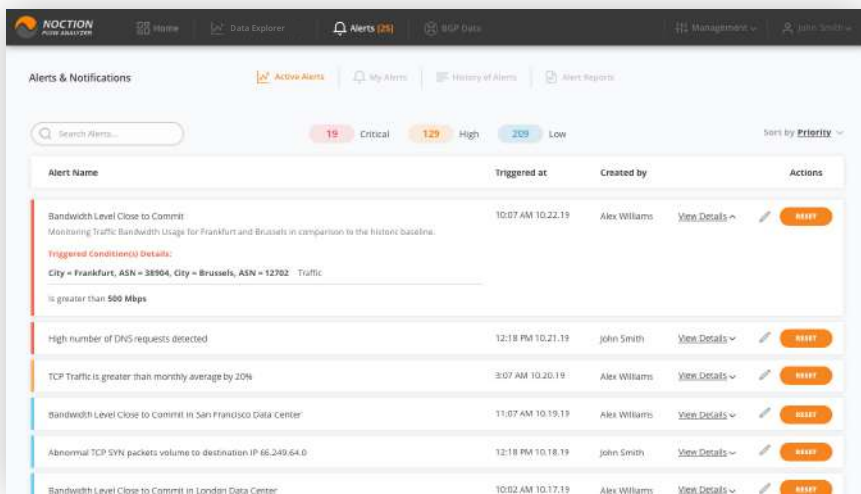 NOCTION
FLOW ANALYZER
Home
Data Explorer
Alerts (25)
BGP Data
Management
John Smith
Alerts & Notifications
Active Alerts
My Alerts
History of Alerts
Alert Reports
Search Alerts...
19 Critical
129 High
209 Low
Sort by Priority
Alert Name Triggered at Created by Actions
Bandwidth Level Close to Commit 10:07 AM 10.22.19 Alex Williams View Details RESET
Monitoring Traffic Bandwidth Usage for Frankfurt and Brussels in comparison to the historic baseline.
Triggered Condition(s) Details:
City = Frankfurt, ASN = 38904, City = Brussels, ASN = 12702 Traffic
is greater than 500 Mbps
High number of DNS requests detected 12:18 PM 10.21.19 John Smith View Details RESET
TCP Traffic is greater than monthly average by 20% 3:07 AM 10.20.19 Alex Williams View Details RESET
Bandwidth Level Close to Commit in San Francisco Data Center 11:07 AM 10.19.19 Alex Williams View Details RESET
Abnormal TCP SYN packets volume to destination IP 66.249.64.0 12:18 PM 10.18.19 John Smith View Details RESET
Bandwidth Level Close to Commit in London Data Center 10:02 AM 10.17.19 Alex Williams View Details RESET